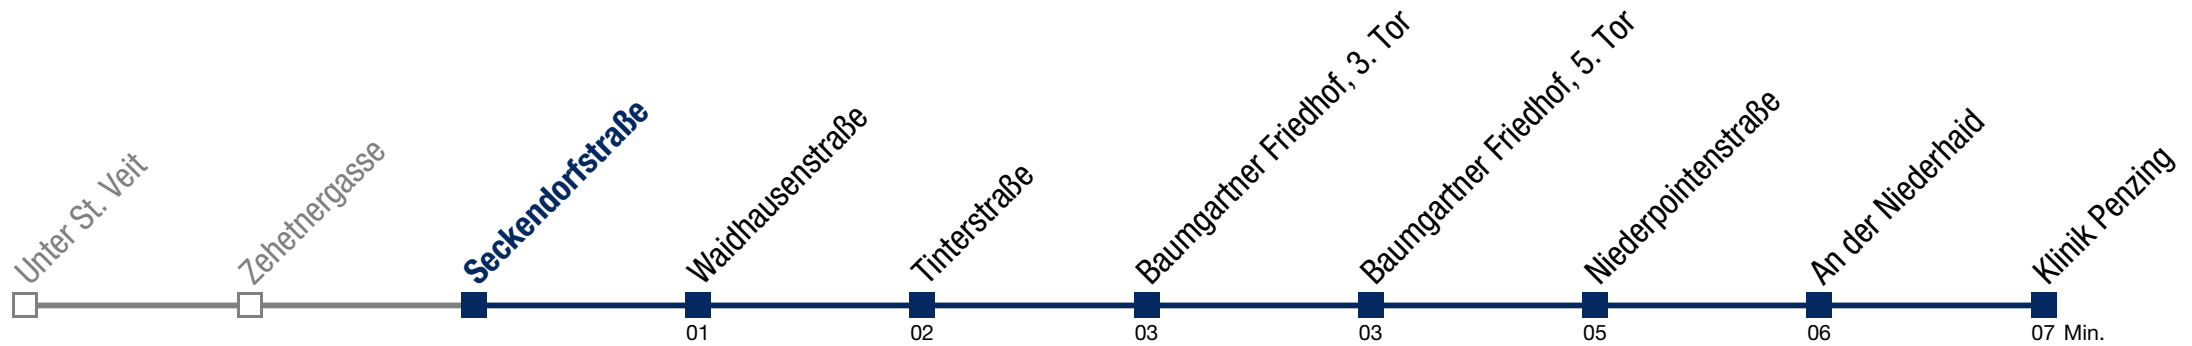 Unter St. Veit
Zehetnergasse
Seckendorfstraße
Waidhausenstraße
Tinterstraße
Baumgartner Friedhof, 3. Tor
Baumgartner Friedhof, 5. Tor
Niederpointenstraße
An der Niederhaid
Klinik Penzing
01 02 03 03 05 06 07 Min.